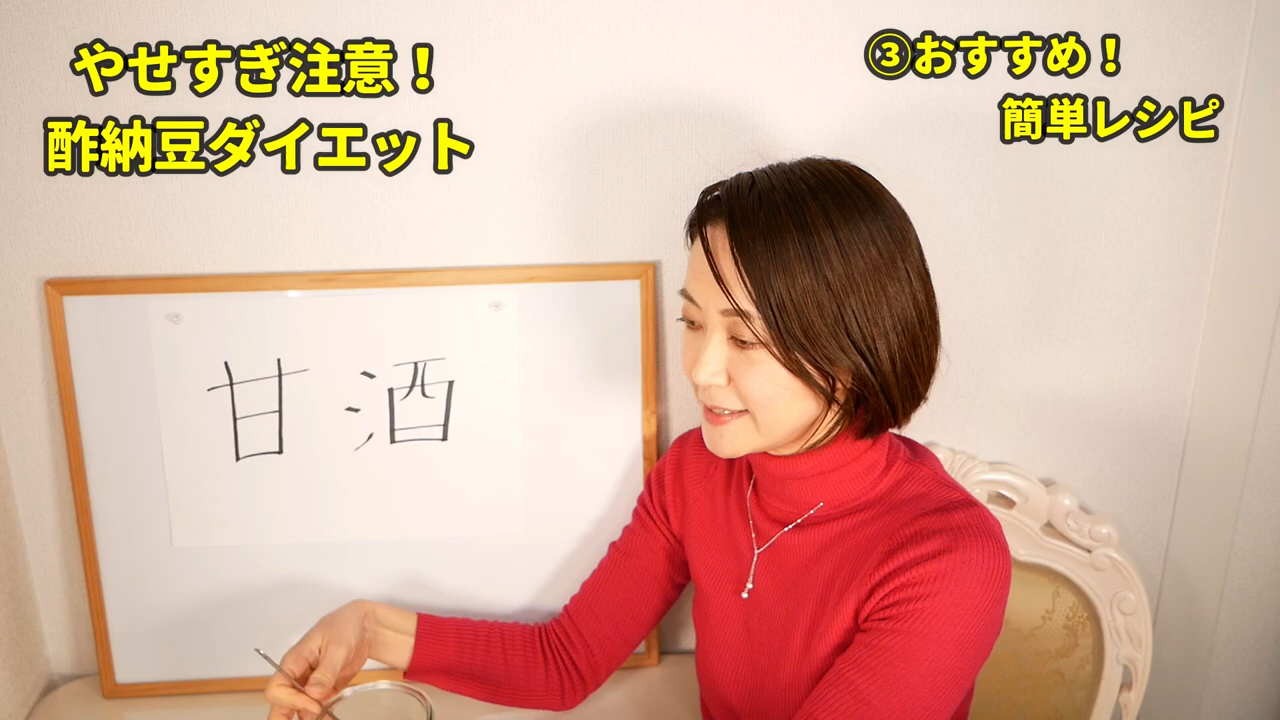 やせすぎ注意！
酢納豆ダイエット
③おすすめ！
簡単レシピ
甘酒